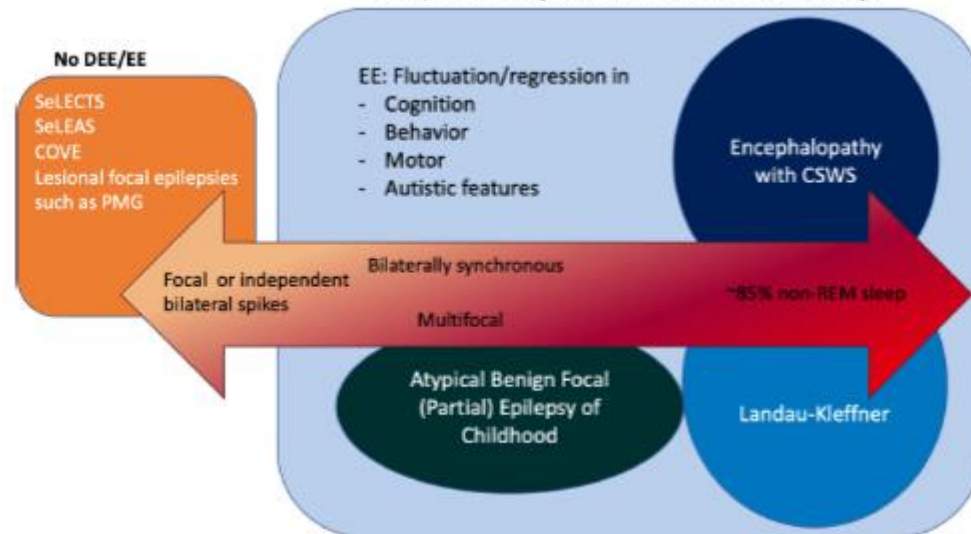 No DEE/EE
SeLECTS
SeLEAS
COVE
Lesional focal epilepsies
such as PMG
EE: Fluctuation/regression in
- Cognition
- Behavior
- Motor
- Autistic features
Encephalopathy
with CSWS
Focal or independent
bilateral spikes
Bilaterally synchronous
Multifocal
~85% non-REM sleep
Atypical Benign Focal
(Partial) Epilepsy of
Childhood
Landau-Kleffner